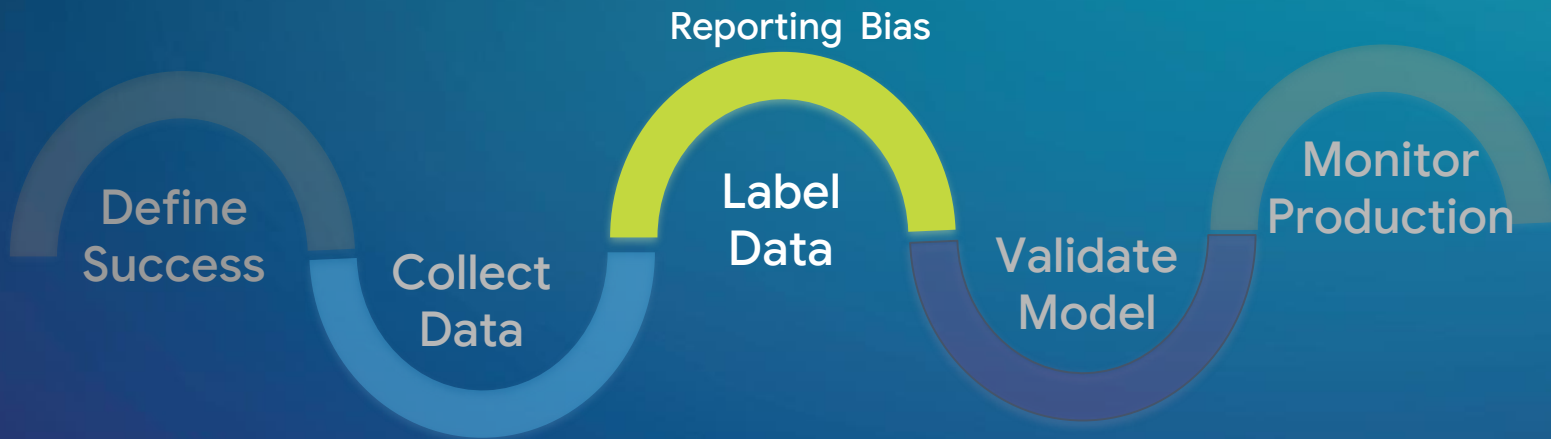 Reporting Bias
Define
Success
Collect
Data
Label
Data
Validate
Model
Monitor
Production